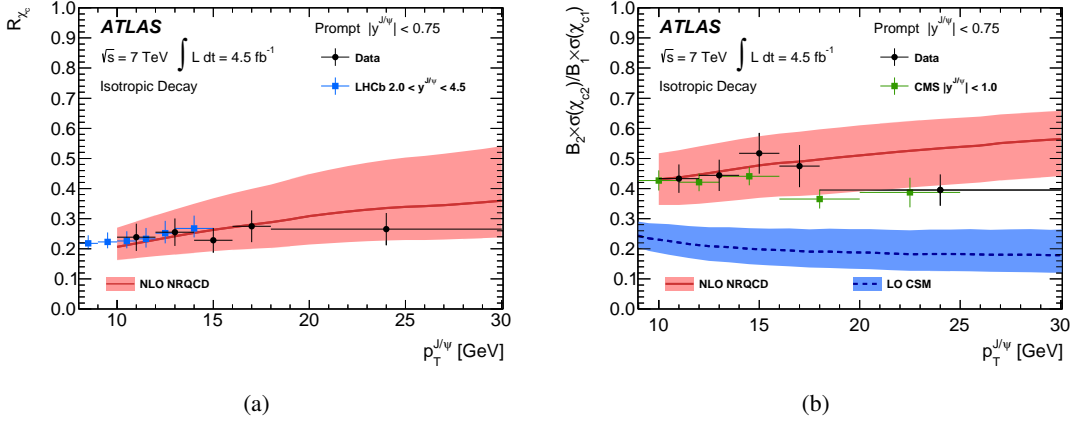 R_χc
ATLAS
Prompt |y^J/ψ| < 0.75
√s = 7 TeV ∫ L dt = 4.5 fb⁻¹
Data
Isotropic Decay
LHCb 2.0 < y^J/ψ < 4.5
NLO NRQCD
1.0
0.9
0.8
0.7
0.6
0.5
0.4
0.3
0.2
0.1
0.0
10 15 20 25 30
p_T^J/ψ [GeV]
(a)
B₂×σ(χ_c2)/B₁×σ(χ_c1)
ATLAS
Prompt |y^J/ψ| < 0.75
√s = 7 TeV ∫ L dt = 4.5 fb⁻¹
Data
Isotropic Decay
CMS |y^J/ψ| < 1.0
NLO NRQCD
LO CSM
1.0
0.9
0.8
0.7
0.6
0.5
0.4
0.3
0.2
0.1
0.0
10 15 20 25 30
p_T^J/ψ [GeV]
(b)